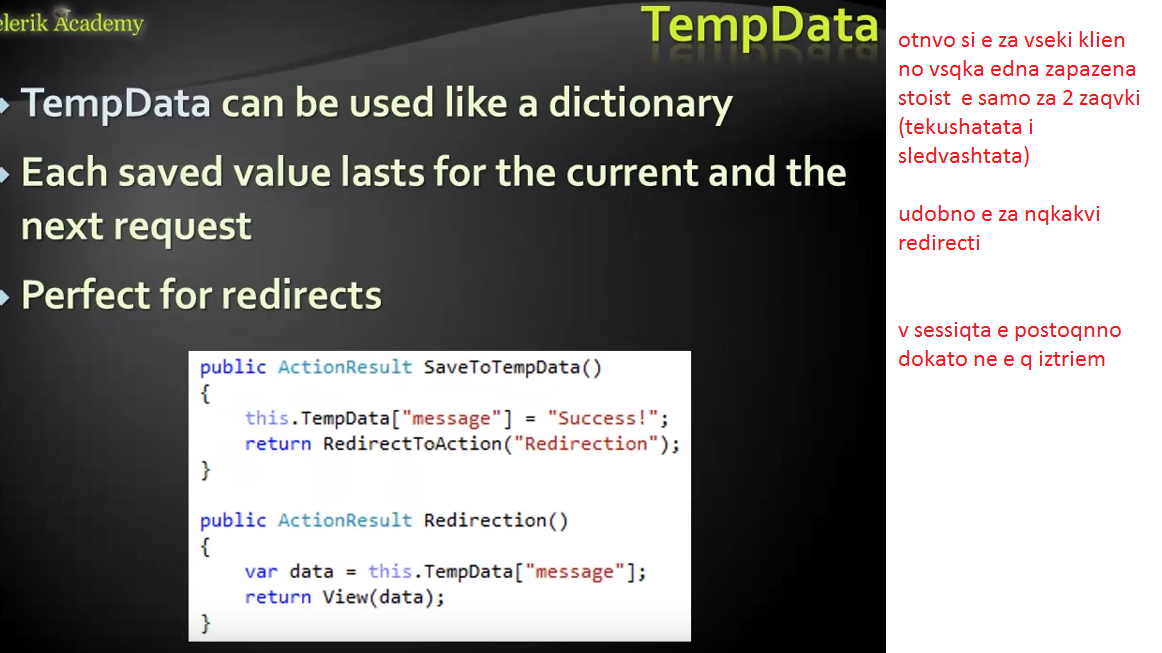 elerik Academy
TempData
TempData can be used like a dictionary
Each saved value lasts for the current and the
next request
Perfect for redirects
public ActionResult SaveToTempData()
{
    this.TempData["message"] = "Success!";
    return RedirectToAction("Redirection");
}
public ActionResult Redirection()
{
    var data = this.TempData["message"];
    return View(data);
}
otnvo si e za vseki klien
no vsqka edna zapazena
stoist e samo za 2 zaqvki
(tekushatata i
sledvashtata)
udobno e za nqkakvi
redirecti
v sessiqta e postoqnno
dokato ne e q iztriem